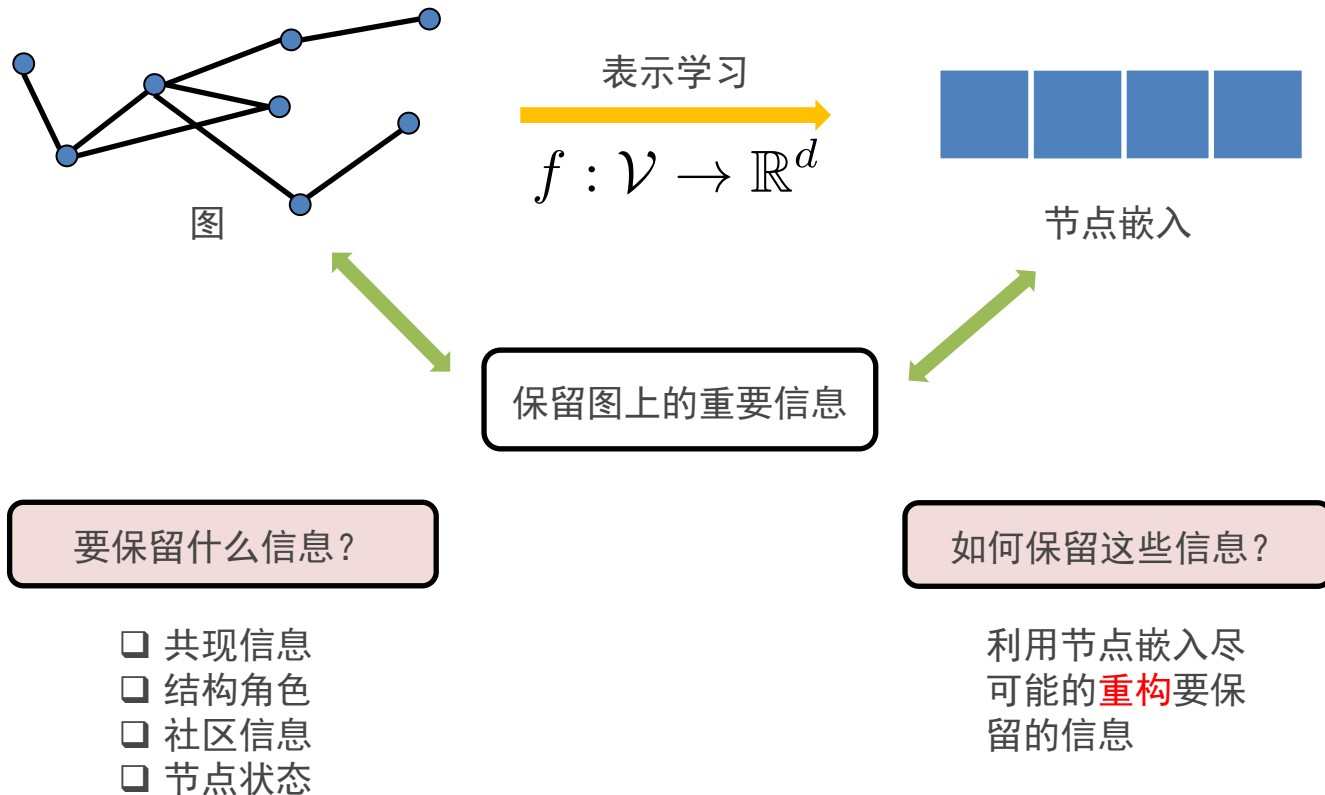 表示学习
f : 𝒱 → ℝ^d
图
节点嵌入
保留图上的重要信息
要保留什么信息?
共现信息
结构角色
社区信息
节点状态
如何保留这些信息?
利用节点嵌入尽
可能的重构要保
留的信息